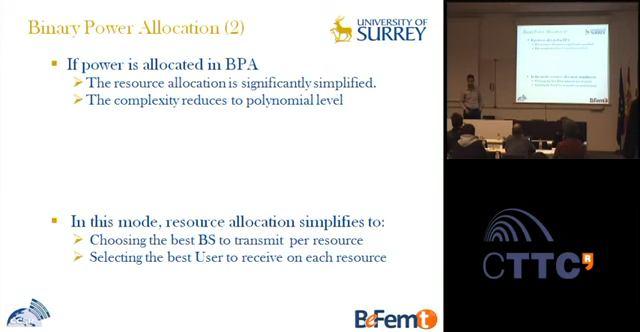 Binary Power Allocation (2)
UNIVERSITY OF
SURREY
If power is allocated in BPA
The resource allocation is significantly simplified.
The complexity reduces to polynomial level
In this mode, resource allocation simplifies to:
Choosing the best BS to transmit per resource
Selecting the best User to receive on each resource
BeFemt
CTTC
R
BeFemt